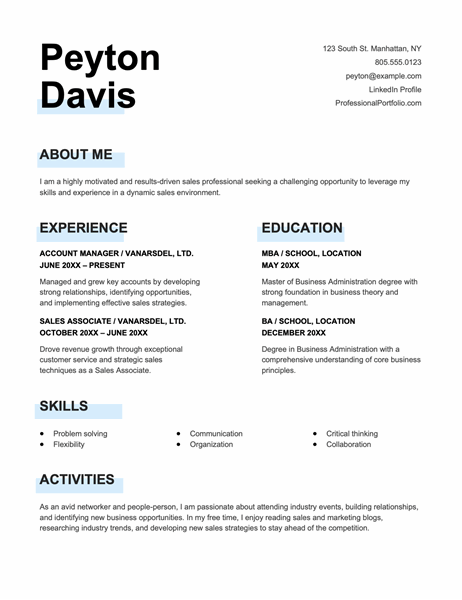 Peyton
Davis
123 South St. Manhattan, NY
805.555.0123
peyton@example.com
LinkedIn Profile
ProfessionalPortfolio.com
ABOUT ME
I am a highly motivated and results-driven sales professional seeking a challenging opportunity to leverage my
skills and experience in a dynamic sales environment.
EXPERIENCE
ACCOUNT MANAGER / VANARSDEL, LTD.
JUNE 20XX – PRESENT
Managed and grew key accounts by developing
strong relationships, identifying opportunities,
and implementing effective sales strategies.
SALES ASSOCIATE / VANARSDEL, LTD.
OCTOBER 20XX – JUNE 20XX
Drove revenue growth through exceptional
customer service and strategic sales
techniques as a Sales Associate.
EDUCATION
MBA / SCHOOL, LOCATION
MAY 20XX
Master of Business Administration degree with
strong foundation in business theory and
management.
BA / SCHOOL, LOCATION
DECEMBER 20XX
Degree in Business Administration with a
comprehensive understanding of core business
principles.
SKILLS
● Problem solving
● Flexibility
● Communication
● Organization
● Critical thinking
● Collaboration
ACTIVITIES
As an avid networker and people-person, I am passionate about attending industry events, building relationships,
and identifying new business opportunities. In my free time, I enjoy reading sales and marketing blogs,
researching industry trends, and developing new sales strategies to stay ahead of the competition.